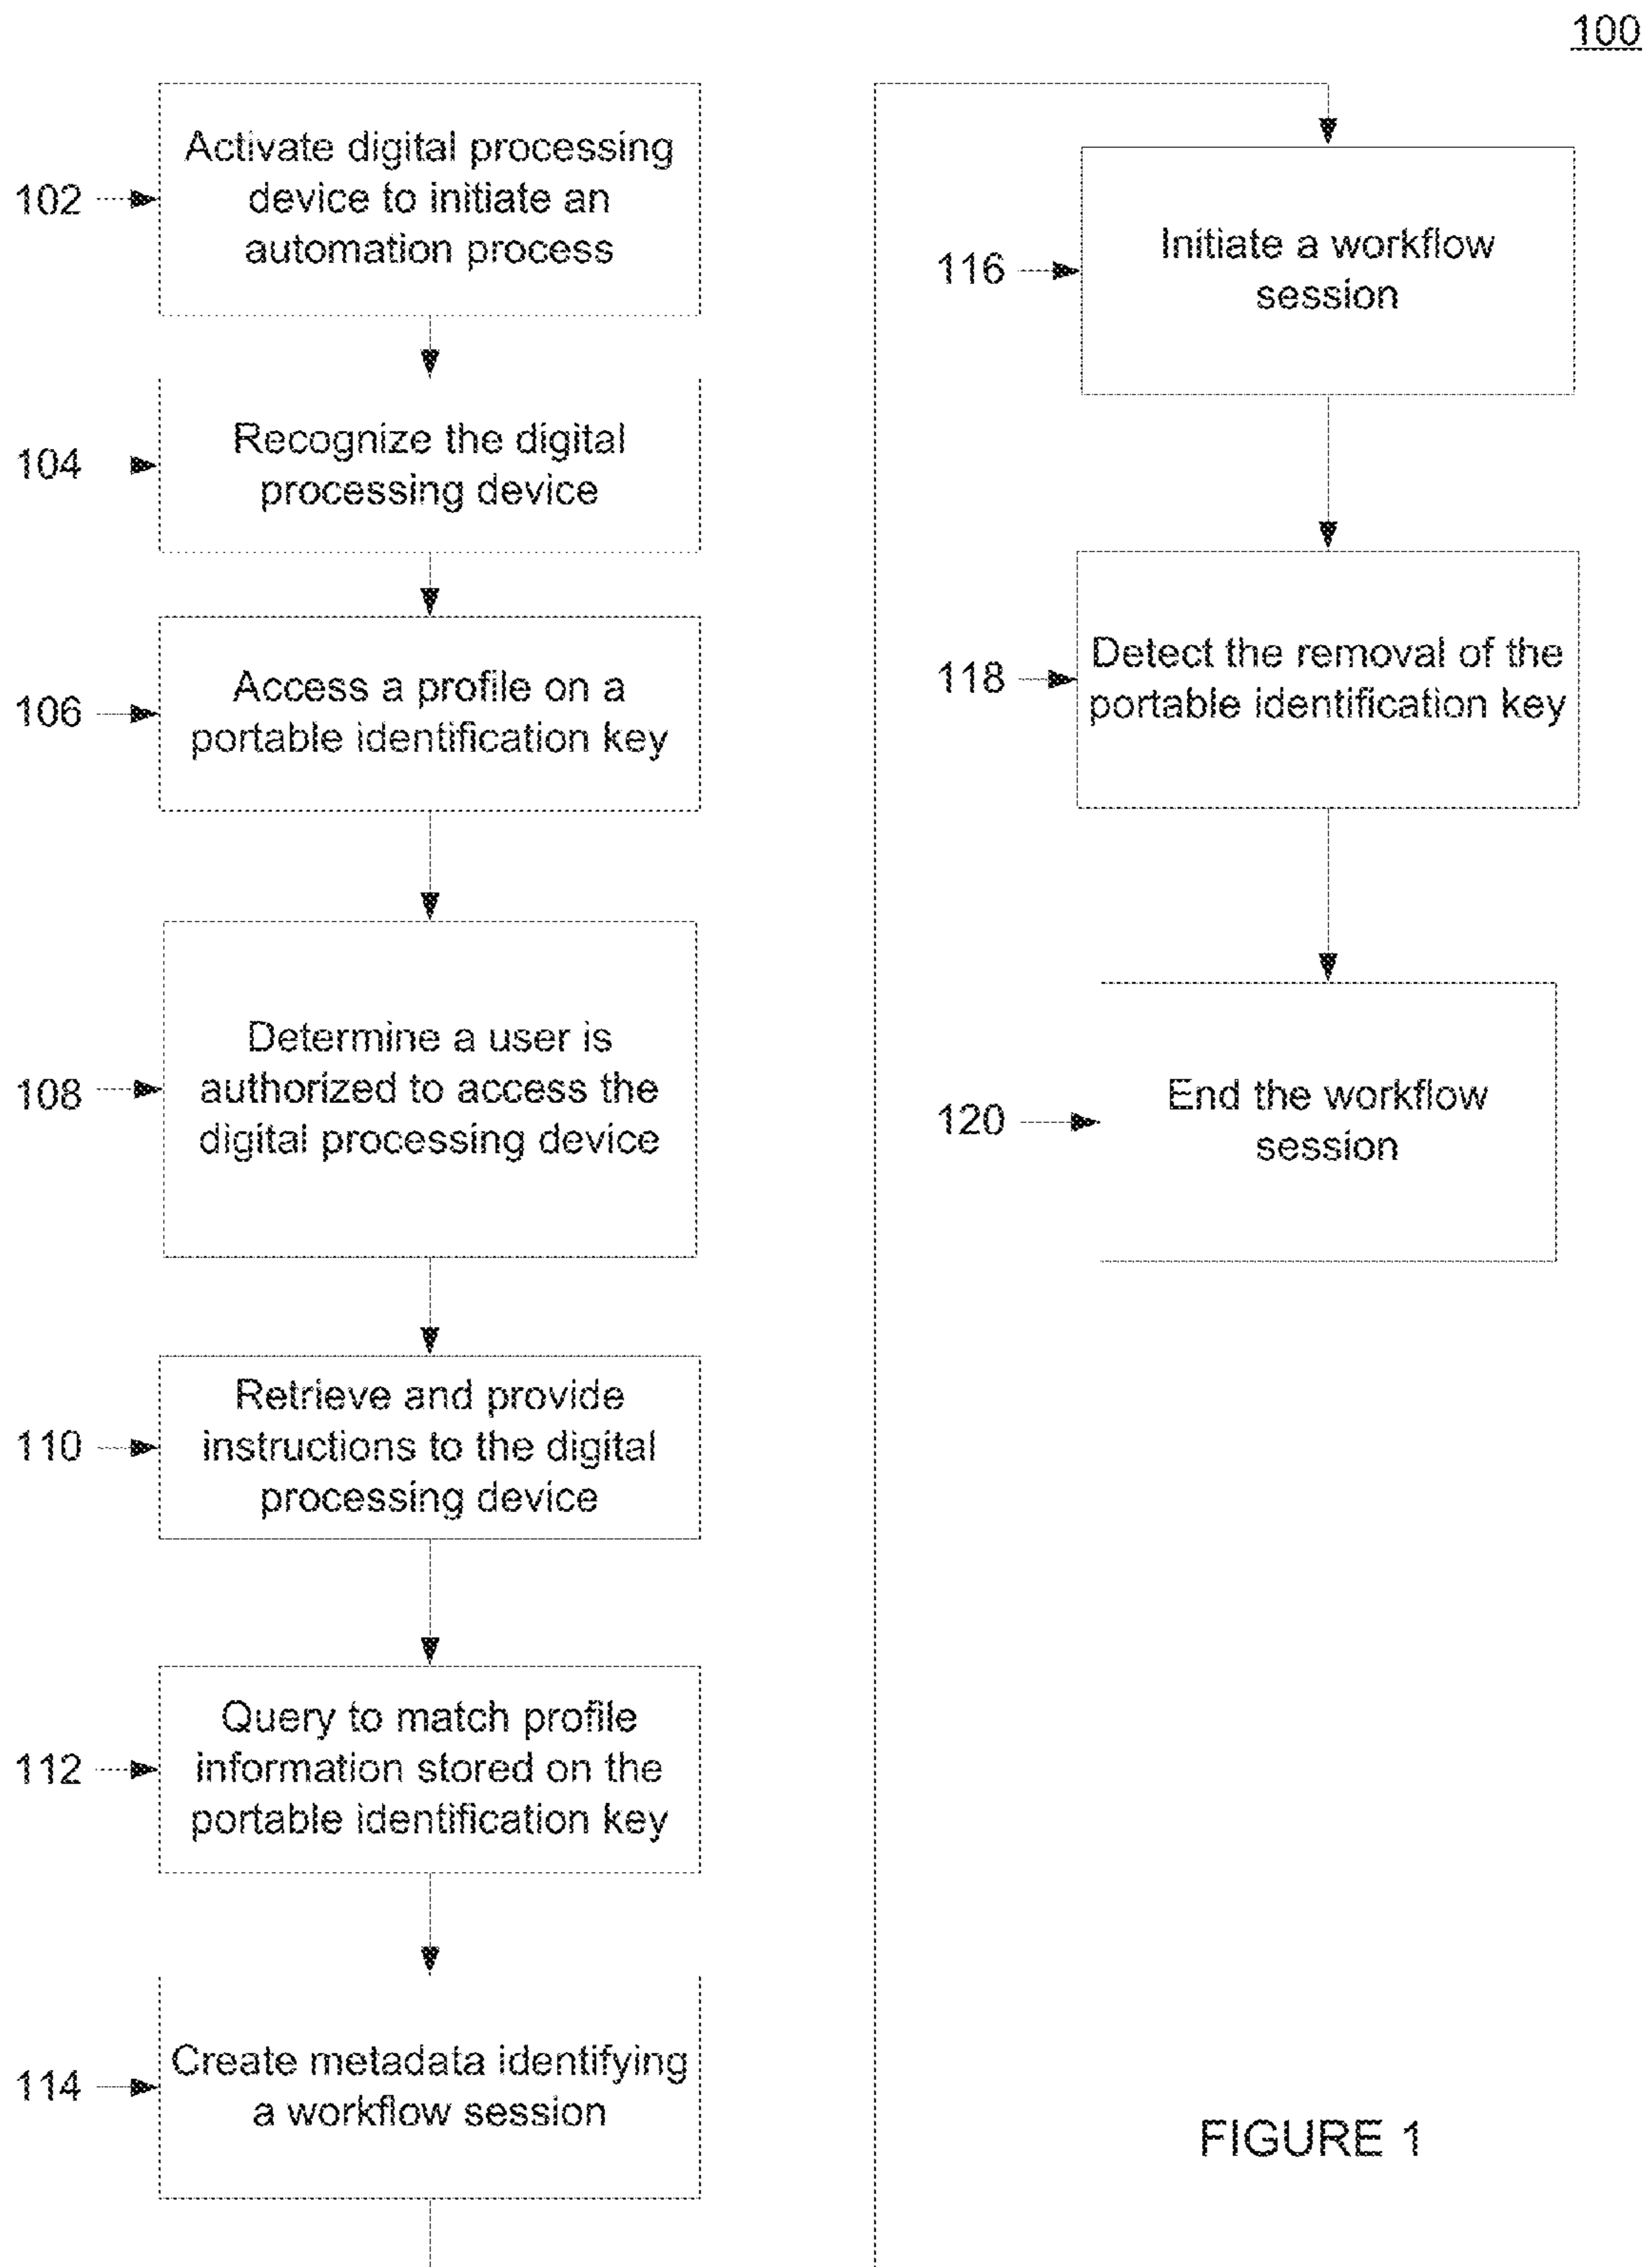 100
102
Activate digital processing
device to initiate an
automation process
104
Recognize the digital
processing device
106
Access a profile on a
portable identification key
108
Determine a user is
authorized to access the
digital processing device
110
Retrieve and provide
instructions to the digital
processing device
112
Query to match profile
information stored on the
portable identification key
114
Create metadata identifying
a workflow session
116
Initiate a workflow
session
118
Detect the removal of the
portable identification key
120
End the workflow
session
FIGURE 1